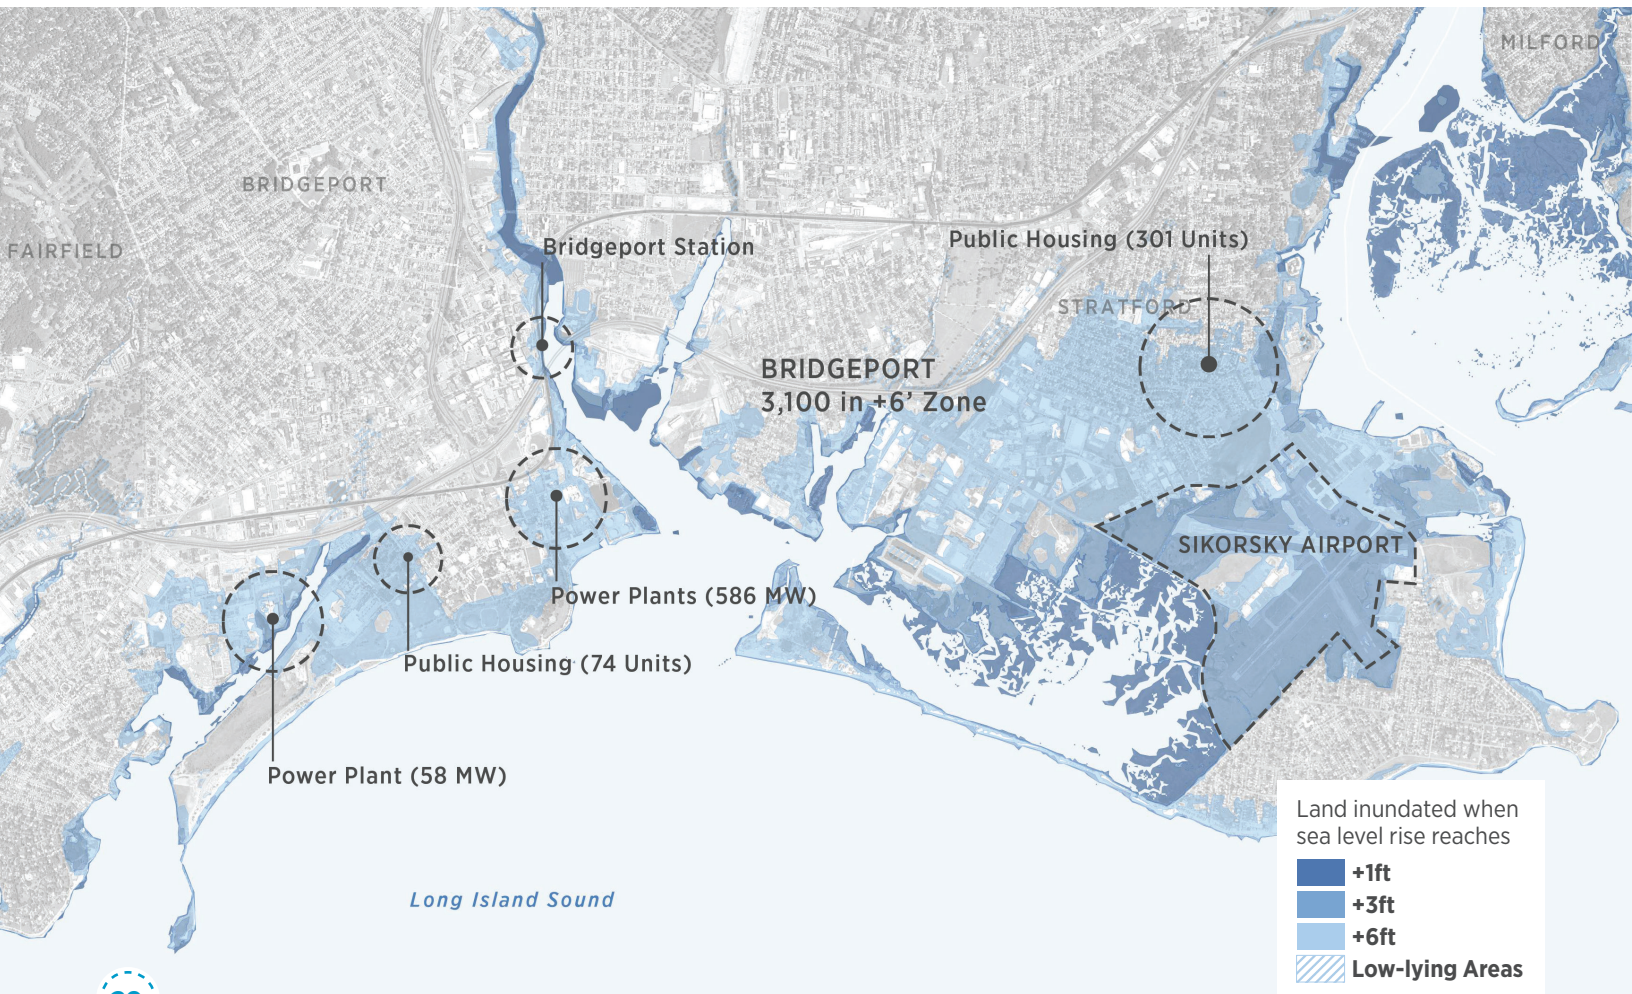 MILFORD
BRIDGEPORT
FAIRFIELD
Bridgeport Station
Public Housing (301 Units)
STRATFORD
BRIDGEPORT
3,100 in +6’ Zone
SIKORSKY AIRPORT
Power Plants (586 MW)
Public Housing (74 Units)
Power Plant (58 MW)
Long Island Sound
Land inundated when
sea level rise reaches
+1ft
+3ft
+6ft
Low-lying Areas